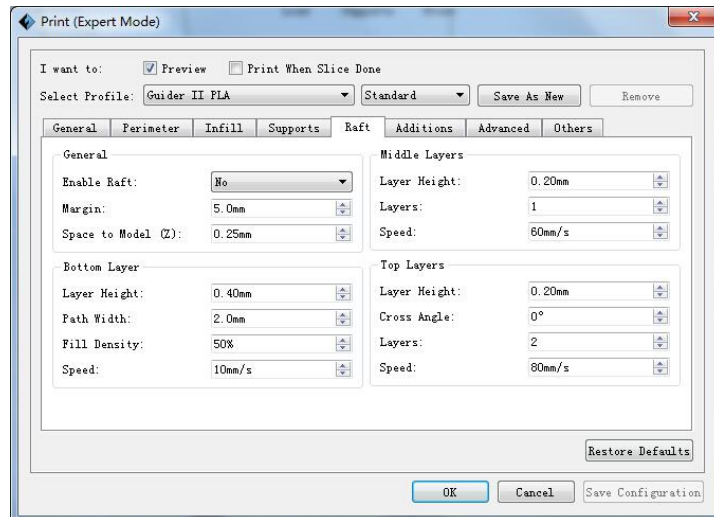 Print (Expert Mode)
I want to: Preview Print When Slice Done
Select Profile: Guider II PLA Standard Save As New Remove
General Perimeter Infill Supports Raft Additions Advanced Others
General
Enable Raft: No
Margin: 5.0mm
Space to Model (Z): 0.25mm
Middle Layers
Layer Height: 0.20mm
Layers: 1
Speed: 60mm/s
Bottom Layer
Layer Height: 0.40mm
Path Width: 2.0mm
Fill Density: 50%
Speed: 10mm/s
Top Layers
Layer Height: 0.20mm
Cross Angle: 0°
Layers: 2
Speed: 80mm/s
Restore Defaults
OK Cancel Save Configuration